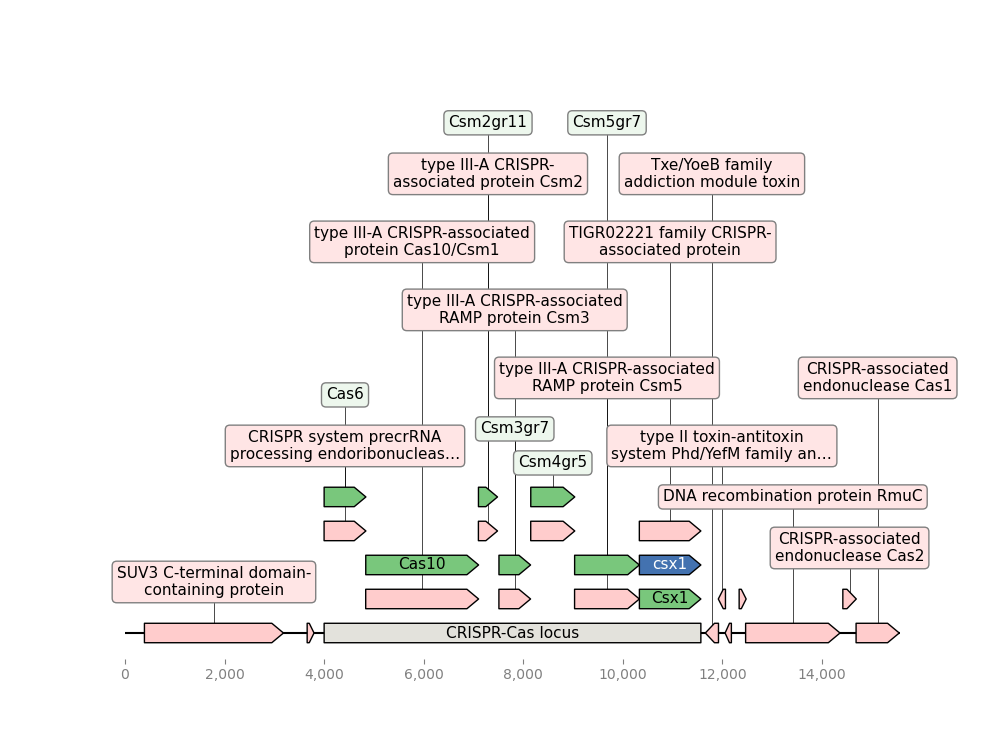 Csm2gr11
Csm5gr7
type III-A CRISPR-
associated protein Csm2
Txe/YoeB family
addiction module toxin
type III-A CRISPR-associated
protein Cas10/Csm1
TIGR02221 family CRISPR-
associated protein
type III-A CRISPR-associated
RAMP protein Csm3
type III-A CRISPR-associated
RAMP protein Csm5
CRISPR-associated
endonuclease Cas1
Cas6
Csm3gr7
CRISPR system precrRNA
processing endoribonucleas...
type II toxin-antitoxin
system Phd/YefM family an...
Csm4gr5
DNA recombination protein RmuC
CRISPR-associated
endonuclease Cas2
Cas10
csx1
SUV3 C-terminal domain-
containing protein
Csx1
CRISPR-Cas locus
0 2,000 4,000 6,000 8,000 10,000 12,000 14,000